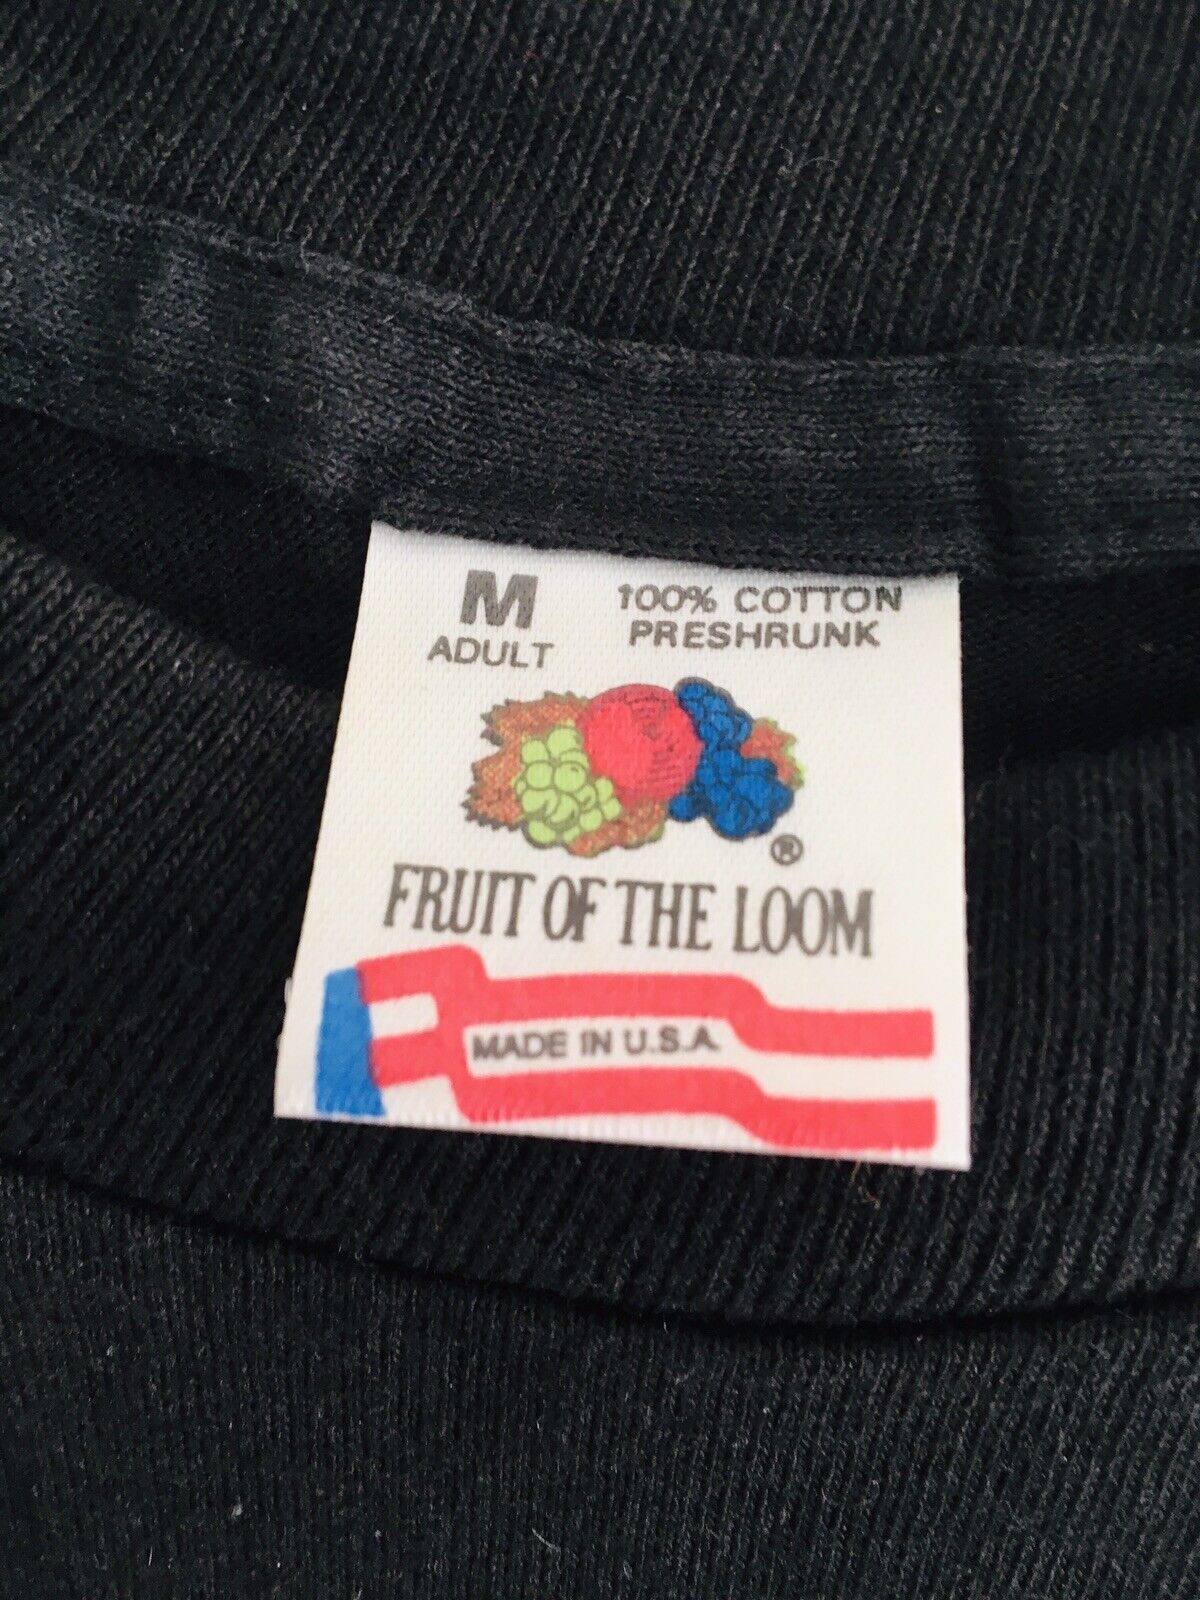 M
ADULT
100% COTTON
PRESHRUNK
®
FRUIT OF THE LOOM
MADE IN U.S.A.